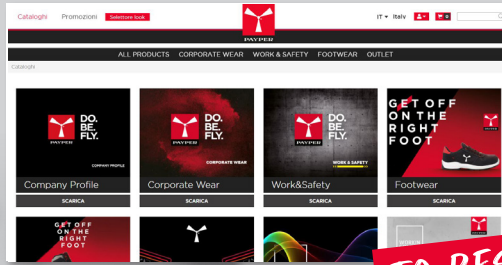 Cataloghi Promozioni Selettore look
IT Italy 0
PAYPER
ALL PRODUCTS CORPORATE WEAR WORK & SAFETY FOOTWEAR OUTLET
Cataloghi
PAYPER
DO.
BE.
FLY.
COMPANY PROFILE
Company Profile
SCARICA
PAYPER
DO.
BE.
FLY.
CORPORATE WEAR
Corporate Wear
SCARICA
PAYPER
DO.
BE.
FLY.
WORK & SAFETY
Work&Safety
SCARICA
GET OFF
ON THE
RIGHT
FOOT
Footwear
SCARICA
GET OFF
ON THE
RIGHT
FOOT